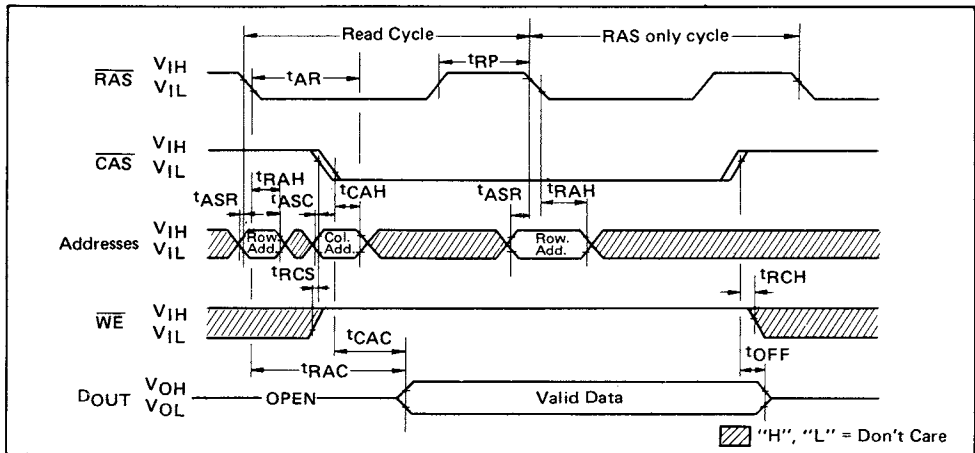 Read Cycle RAS only cycle
RAS VIH VIL tAR tRP
CAS VIH VIL
tRAH tCAH
tASR tASC tASR tRAH
Addresses VIH VIL Row. Add. Col. Add. Row. Add.
tRCS tRCH
WE VIH VIL
tCAC tOFF
tRAC
DOUT VOH VOL OPEN Valid Data
"H", "L" = Don't Care